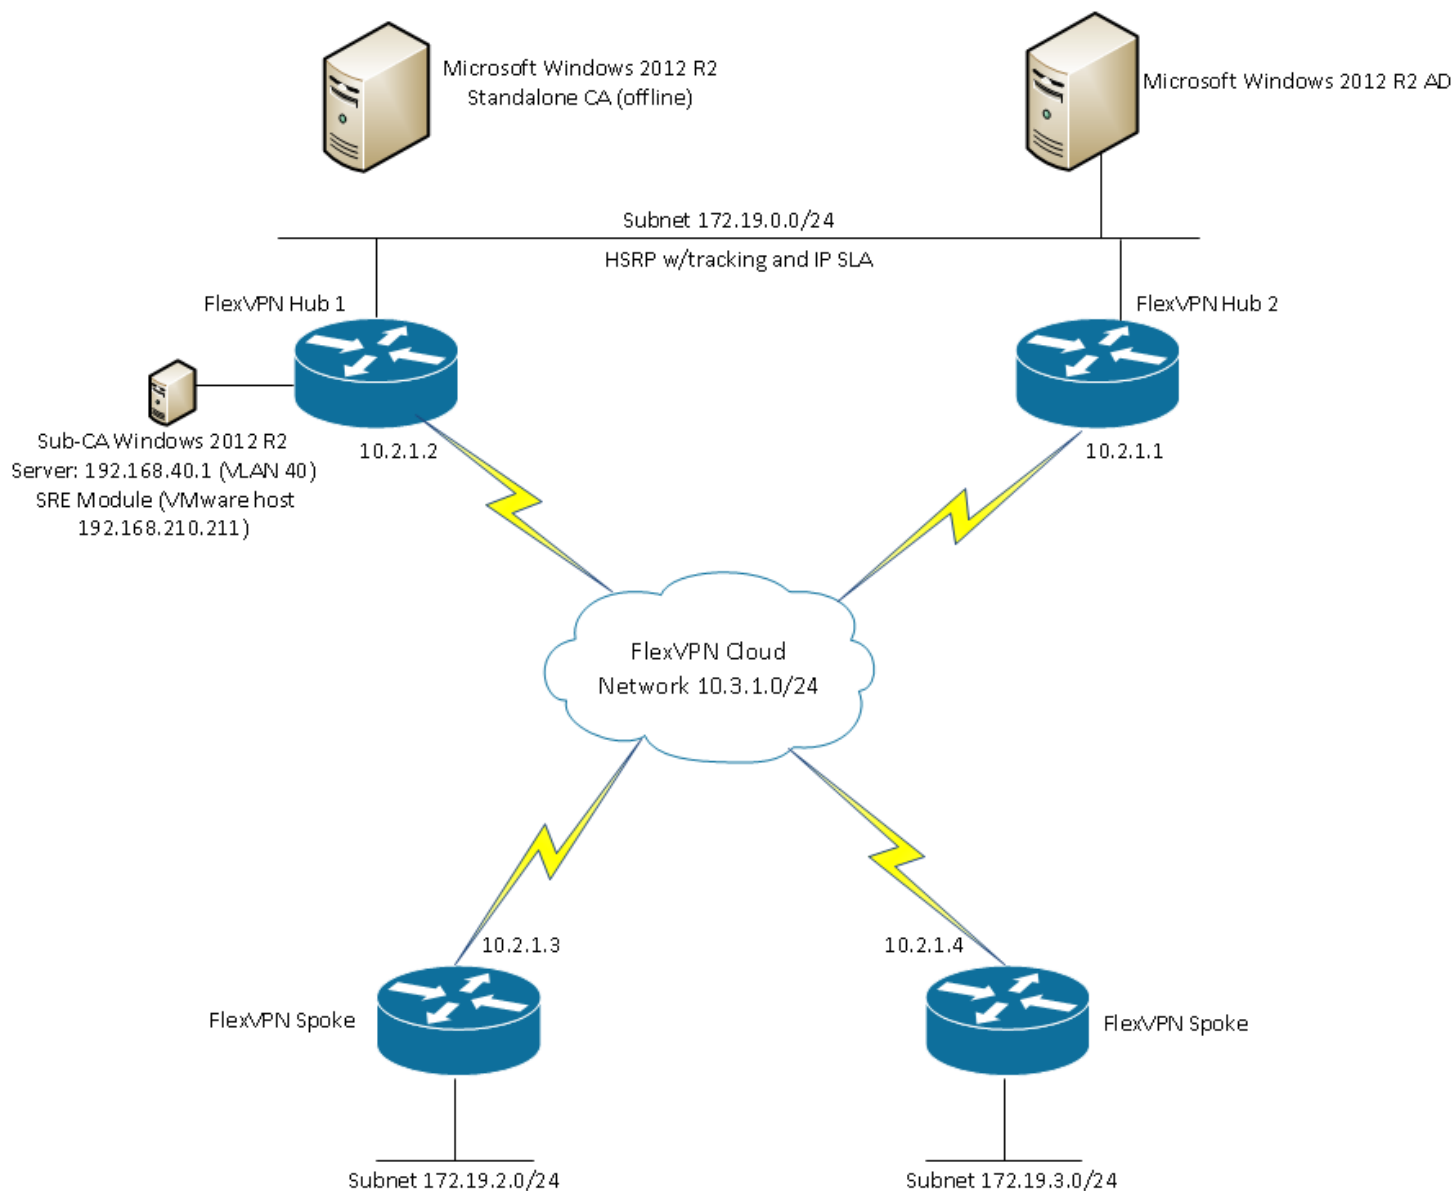 Microsoft Windows 2012 R2
Standalone CA (offline)
Microsoft Windows 2012 R2 AD
Subnet 172.19.0.0/24
HSRP w/tracking and IP SLA
FlexVPN Hub 1
FlexVPN Hub 2
Sub-CA Windows 2012 R2
Server: 192.168.40.1 (VLAN 40)
SRE Module (VMware host
192.168.210.211)
10.2.1.2
10.2.1.1
FlexVPN Cloud
Network 10.3.1.0/24
10.2.1.3
10.2.1.4
FlexVPN Spoke
FlexVPN Spoke
Subnet 172.19.2.0/24
Subnet 172.19.3.0/24